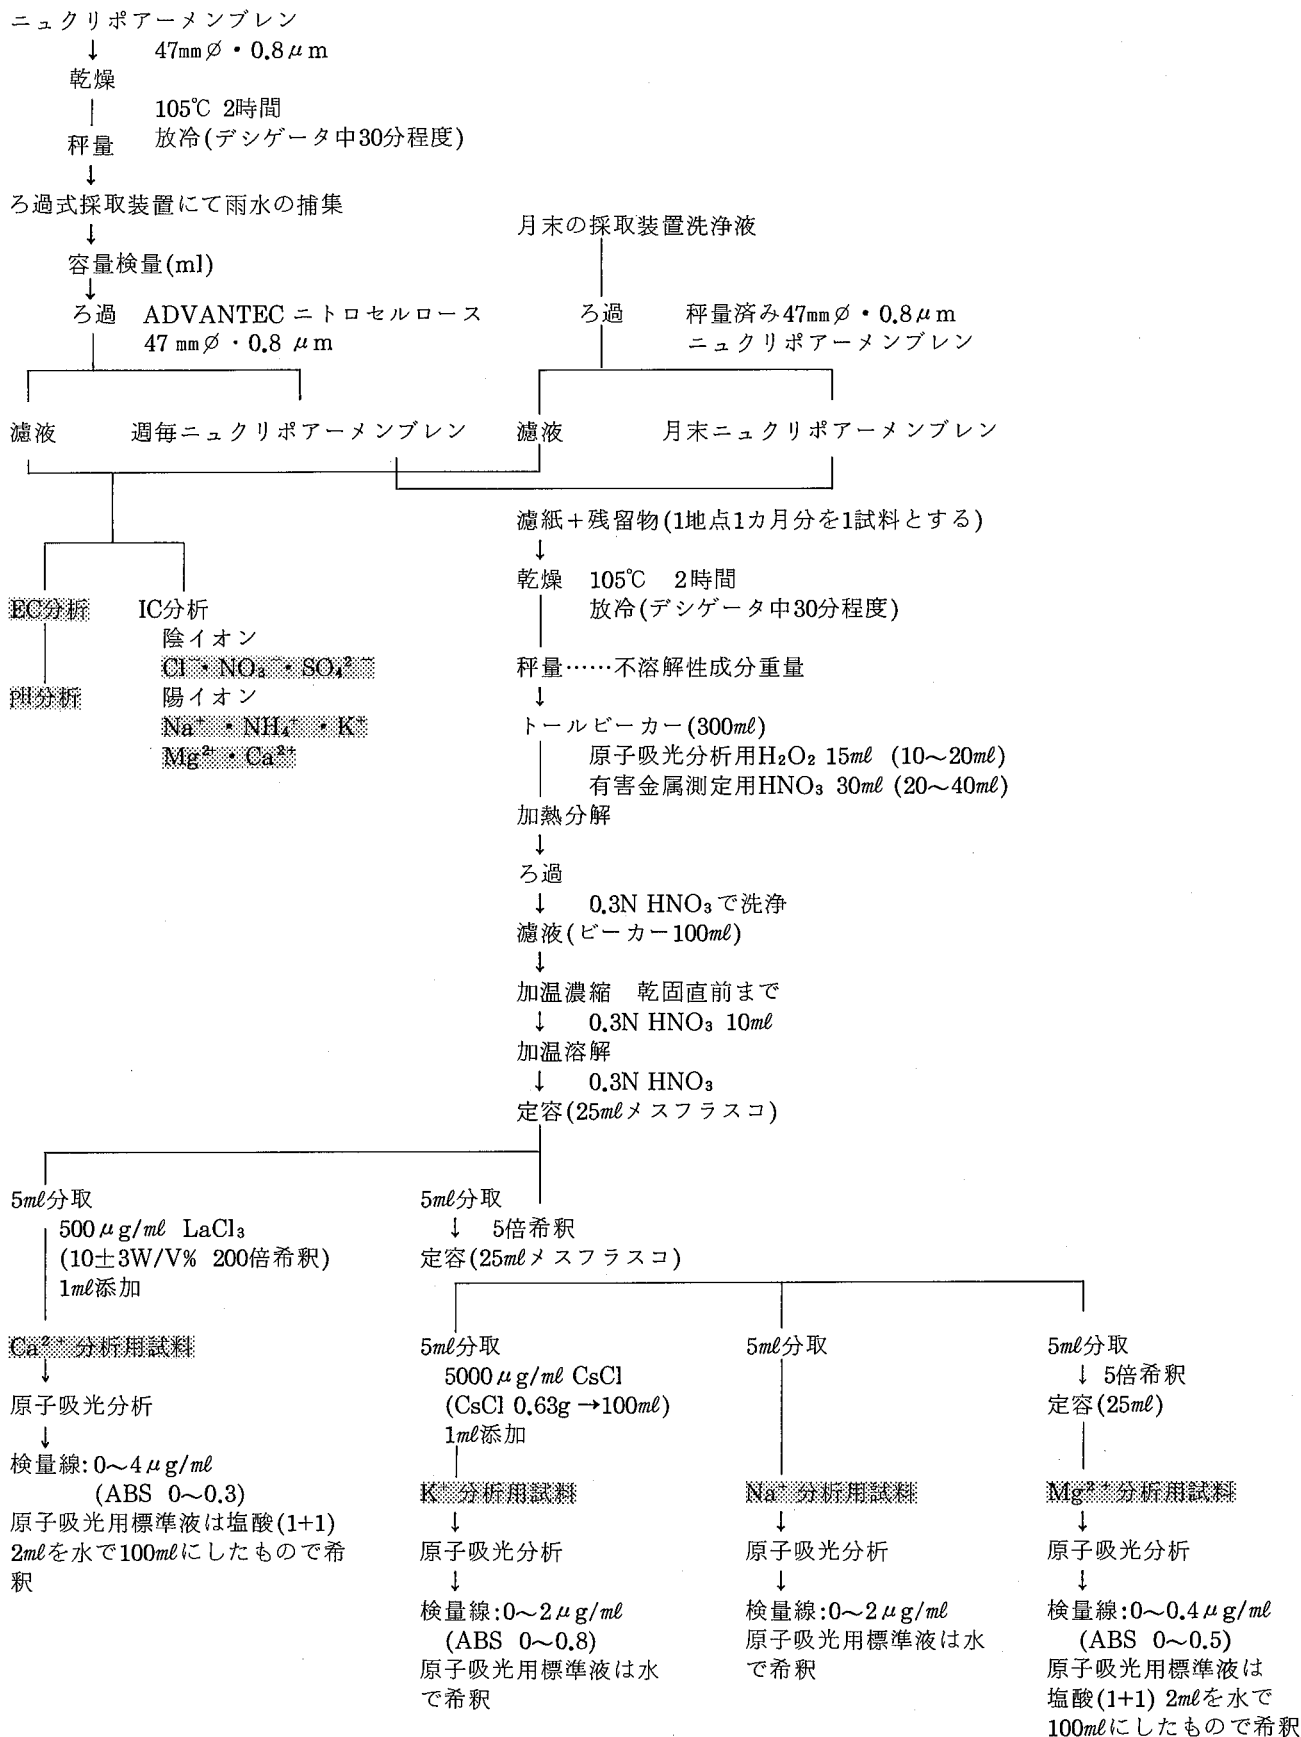 ニュクリポアーメンブレン
↓ 47㎜∅・0.8μm
乾燥
105℃ 2時間
放冷(デシゲータ中30分程度)
秤量
↓
ろ過式採取装置にて雨水の捕集
↓
容量検量(ml)
↓
ろ過 ADVANTEC ニトロセルロース
47 ㎜∅・0.8 μm
月末の採取装置洗浄液
ろ過 秤量済み47㎜∅・0.8μm
ニュクリポアーメンブレン
濾液 週毎ニュクリポアーメンブレン 濾液 月末ニュクリポアーメンブレン
EC分析
pH分析
IC分析
陰イオン
Cl⁻・NO₃⁻・SO₄²⁻
陽イオン
Na⁺・NH₄⁺・K⁺
Mg²⁺・Ca²⁺
濾紙+残留物(1地点1カ月分を1試料とする)
↓
乾燥 105℃ 2時間
放冷(デシゲータ中30分程度)
秤量……不溶解性成分重量
↓
トールビーカー(300mℓ)
原子吸光分析用H₂O₂ 15mℓ (10~20mℓ)
有害金属測定用HNO₃ 30mℓ (20~40mℓ)
加熱分解
↓
ろ過
↓ 0.3N HNO₃で洗浄
濾液(ビーカー100mℓ)
↓
加温濃縮 乾固直前まで
↓ 0.3N HNO₃ 10mℓ
加温溶解
↓ 0.3N HNO₃
定容(25mℓメスフラスコ)
5mℓ分取
500μg/mℓ LaCl₃
(10±3W/V% 200倍希釈)
1mℓ添加
Ca²⁺分析用試料
↓
原子吸光分析
↓
検量線:0~4μg/mℓ
(ABS 0~0.3)
原子吸光用標準液は塩酸(1+1)
2mℓを水で100mℓにしたもので希
釈
5mℓ分取
↓ 5倍希釈
定容(25mℓメスフラスコ)
5mℓ分取
5000μg/mℓ CsCl
(CsCl 0.63g→100mℓ)
1mℓ添加
K⁺分析用試料
↓
原子吸光分析
↓
検量線:0~2μg/mℓ
(ABS 0~0.8)
原子吸光用標準液は水
で希釈
5mℓ分取
Na⁺分析用試料
↓
原子吸光分析
↓
検量線:0~2μg/mℓ
原子吸光用標準液は水
で希釈
5mℓ分取
↓ 5倍希釈
定容(25mℓ)
Mg²⁺分析用試料
↓
原子吸光分析
↓
検量線:0~0.4μg/mℓ
(ABS 0~0.5)
原子吸光用標準液は
塩酸(1+1) 2mℓを水で
100mℓにしたもので希釈